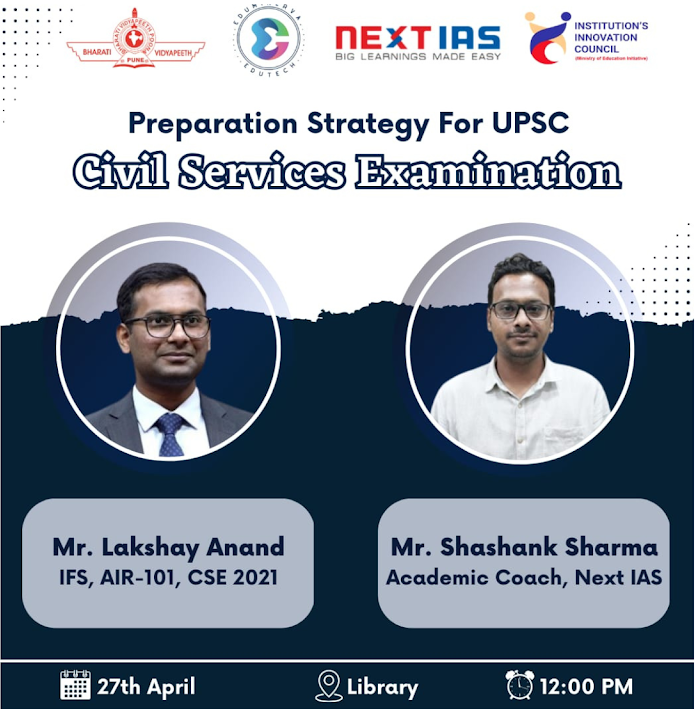 BHARATI VIDYAPEETH
PUNE
EDUTECH
NEXT IAS
BIG LEARNINGS MADE EASY
INSTITUTION'S
INNOVATION
COUNCIL
(Ministry of Education Initiative)
Preparation Strategy For UPSC
Civil Services Examination
Mr. Lakshay Anand
IFS, AIR-101, CSE 2021
Mr. Shashank Sharma
Academic Coach, Next IAS
27th April
Library
12:00 PM